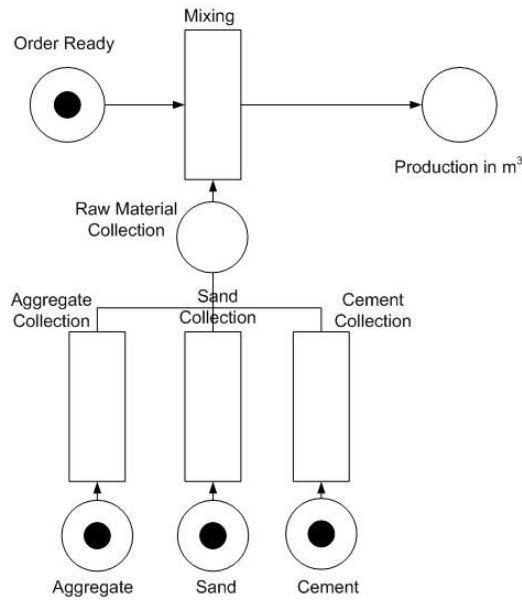 Mixing
Order Ready
Production in m³
Raw Material
Collection
Aggregate
Collection
Sand
Collection
Cement
Collection
Aggregate
Sand
Cement